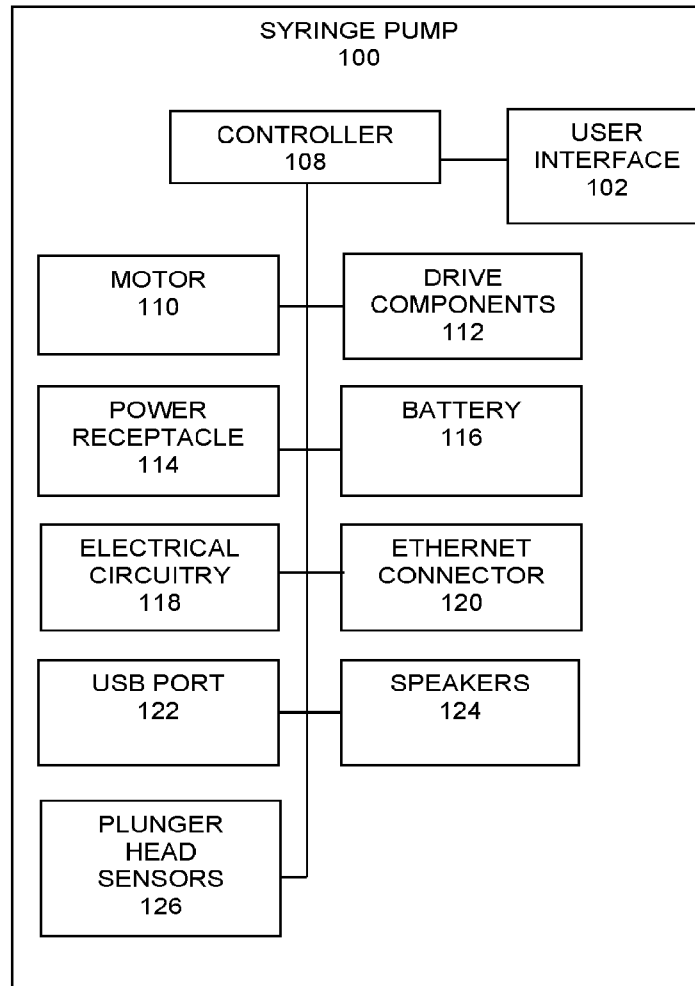 SYRINGE PUMP
100
CONTROLLER
108
USER
INTERFACE
102
MOTOR
110
DRIVE
COMPONENTS
112
POWER
RECEPTACLE
114
BATTERY
116
ELECTRICAL
CIRCUITRY
118
ETHERNET
CONNECTOR
120
USB PORT
122
SPEAKERS
124
PLUNGER
HEAD
SENSORS
126